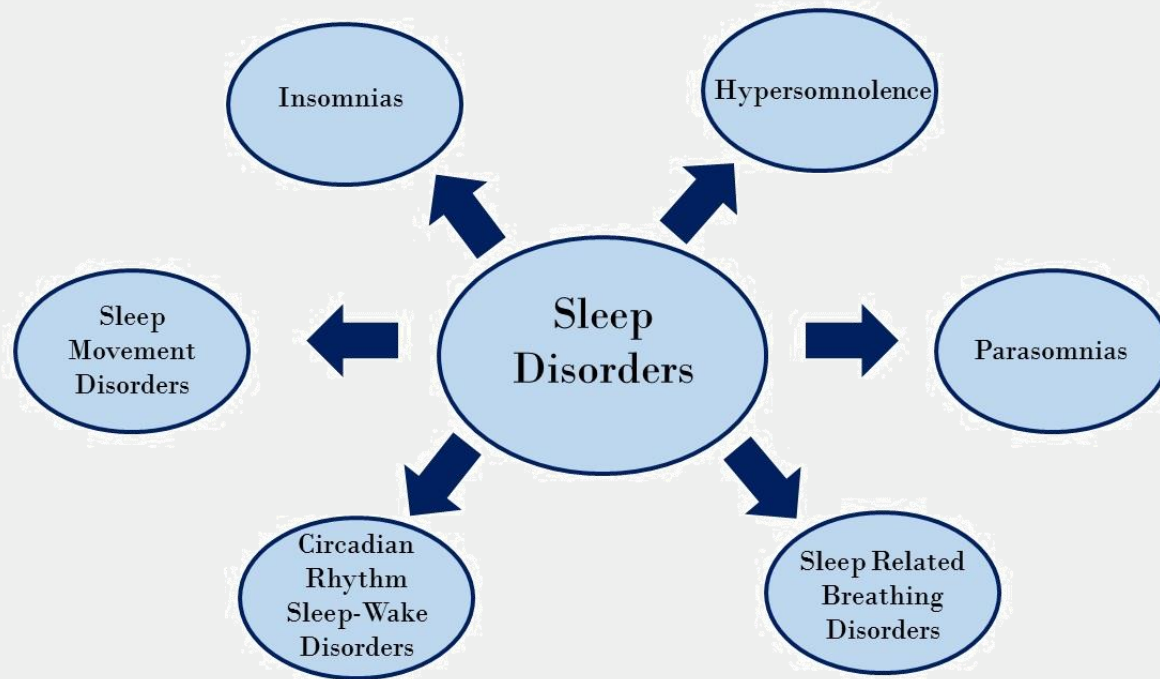 Insomnias
Hypersomnolence
Sleep
Disorders
Sleep
Movement
Disorders
Parasomnias
Circadian
Rhythm
Sleep-Wake
Disorders
Sleep Related
Breathing
Disorders